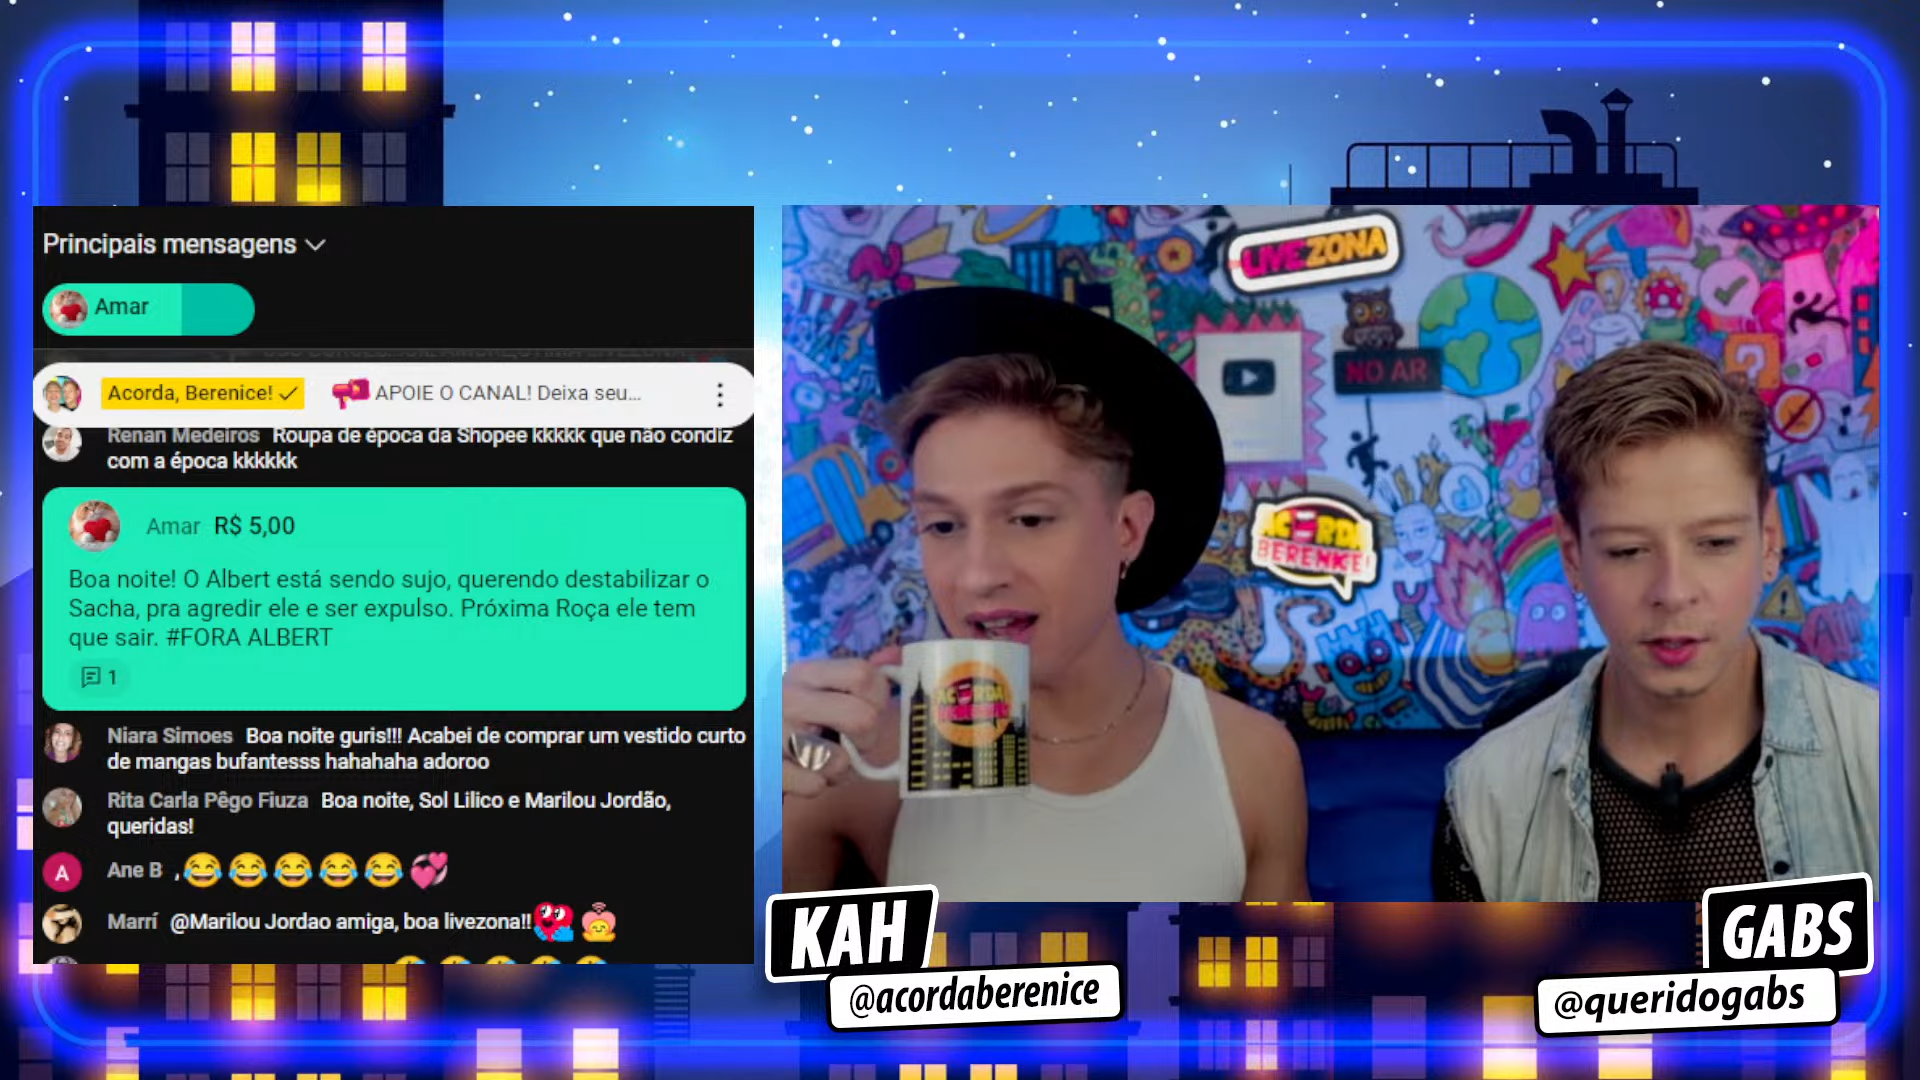 Principais mensagens
Amar
Acorda, Berenice! APOIE O CANAL! Deixa seu...
Renan Medeiros Roupa de época da Shopee kkkkk que não condiz
com a época kkkkkk
Amar R$ 5,00
Boa noite! O Albert está sendo sujo, querendo destabilizar o
Sacha, pra agredir ele e ser expulso. Próxima Roça ele tem
que sair. #FORA ALBERT
1
Niara Simoes Boa noite guris!!! Acabei de comprar um vestido curto
de mangas bufantesss hahahaha adoroo
Rita Carla Pêgo Fiuza Boa noite, Sol Lilico e Marilou Jordão,
queridas!
A
Ane B , 😂😂😂😂😂💞
Marrí @Marilou Jordao amiga, boa livezona!!
LIVEZONA
NO AR
ACORDA
BERENICE!
ACORDA
BERENICE!
KAH
@acordaberenice
GABS
@queridogabs